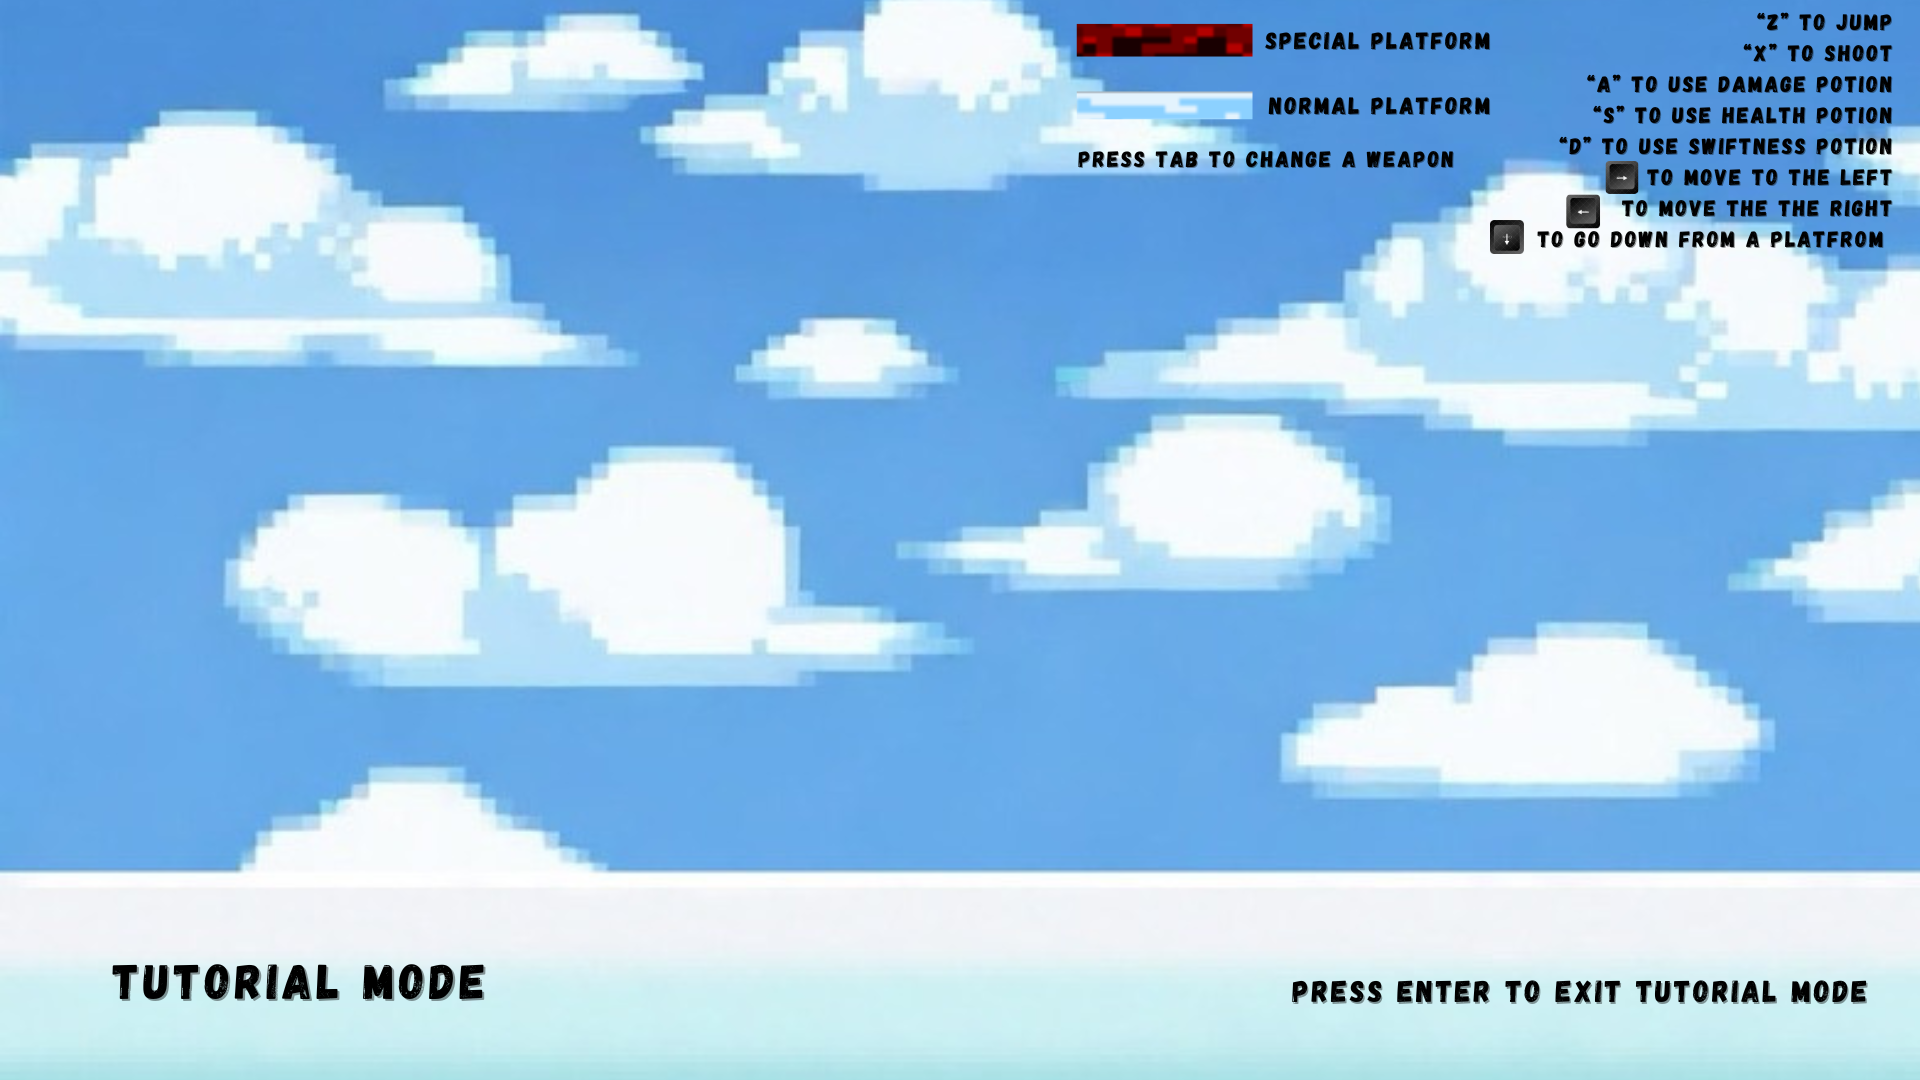 SPECIAL PLATFORM
NORMAL PLATFORM
PRESS TAB TO CHANGE A WEAPON
“Z” TO JUMP
“X” TO SHOOT
“A” TO USE DAMAGE POTION
“S” TO USE HEALTH POTION
“D” TO USE SWIFTNESS POTION
→ TO MOVE TO THE LEFT
← TO MOVE THE THE RIGHT
↓ TO GO DOWN FROM A PLATFROM
TUTORIAL MODE
PRESS ENTER TO EXIT TUTORIAL MODE